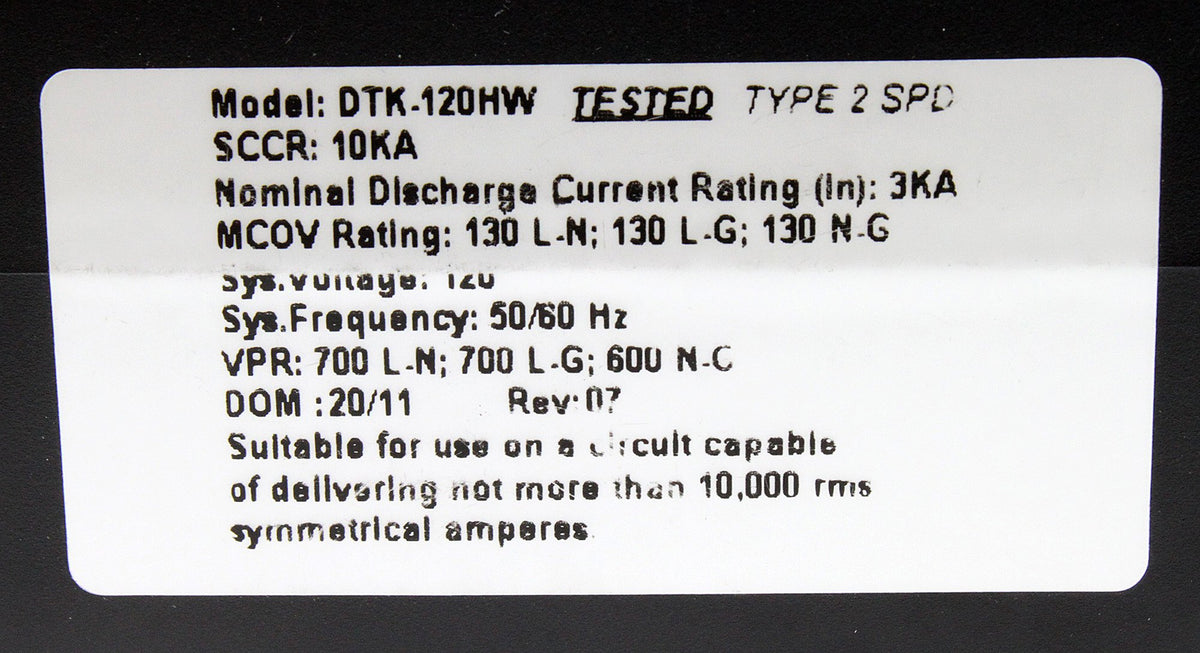 Model: DTK-120HW TESTED TYPE 2 SPD
SCCR: 10KA
Nominal Discharge Current Rating (In): 3KA
MCOV Rating: 130 L-N; 130 L-G; 130 N-G
Sys.Voltage: 120
Sys.Frequency: 50/60 Hz
VPR: 700 L-N; 700 L-G; 600 N-G
DOM :20/11 Rev:07
Suitable for use on a circuit capable
of delivering not more than 10,000 rms
symmetrical amperes